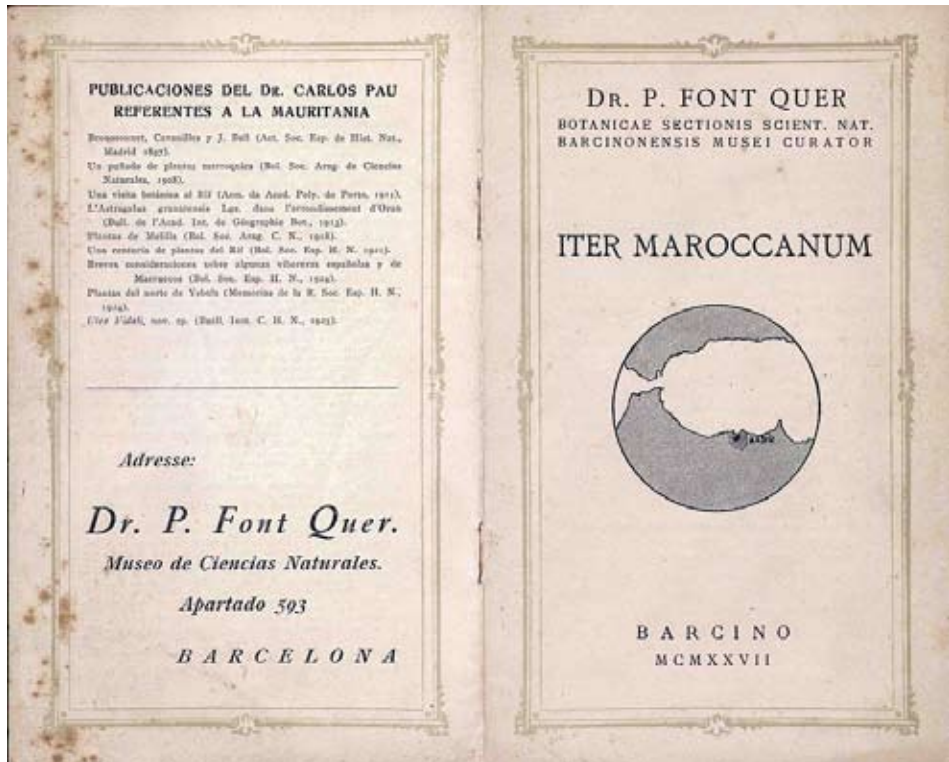 PUBLICACIONES DEL DR. CARLOS PAU
REFERENTES A LA MAURITANIA
Broussonet, Cavanilles y J. Ball (Act. Soc. Esp. de Hist. Nat.,
Madrid 1897).
Un puñado de plantas marroquíes (Bol. Soc. Arag. de Ciencias
Naturales, 1908).
Una visita botánica al Rif (Ann. da Acad. Poly. do Porto,
L'Astragalus granatensis Lge. dans l'arrondissement d'Oran
(Bull. de l'Acad. Int. de Géographie Bot.,
Plantas de Melilla (Bol. Soc. Arag. C. N., 1918).
Una centuria de plantas del Rif (Bol. Soc. Esp. H. N. 1921).
Breves consideraciones sobre algunas viboreras españolas y de
Marruecos (Bol. Soc. Esp. H. N., 1924).
Plantas del norte de Yebala (Memorias de la R. Soc. Esp. H. N.,
1924).
Vidali, nov. sp. (Butll. Inst. C. H. N., 1925).
Adresse:
Dr. P. Font Quer.
Museo de Ciencias Naturales.
Apartado 593
BARCELONA
DR. P. FONT QUER
BOTANICAE SECTIONIS SCIENT. NAT.
BARCINONENSIS MUSEI CURATOR
ITER MAROCCANUM
BARCINO
MCMXXVII